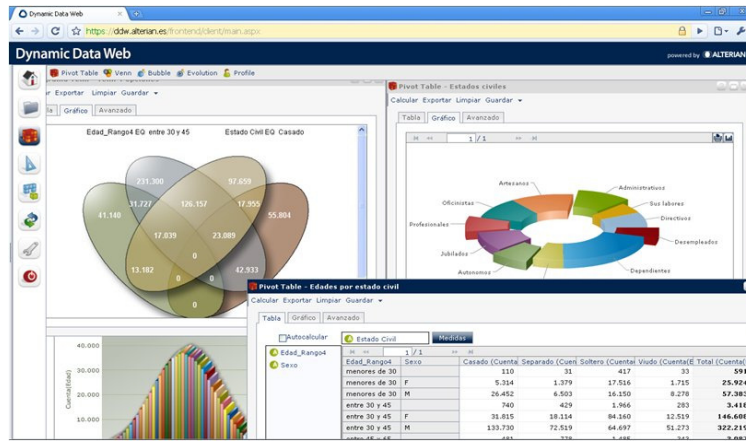 Dynamic Data Web
https://ddw.alterian.es/frontend/client/main.aspx
Dynamic Data Web
powered by ALTERIAN
Pivot Table Venn Bubble Evolution Perfile
Exportar Limpiar Guardar
Gráfico Avanzado
Edad_Rango4 EQ entre 30 y 45 Estado Civil EQ Casado
231.300 97.659
41.140 31.727 126.157 17.955 55.804
17.039 23.089
0
13.182 0 0 42.933
0
Pivot Table - Estados civiles
Calcular Exportar Limpiar Guardar
Tabla Gráfico Avanzado
1 / 1
Artesanos
Administrativos
Oficinistas
Sus labores
Profesionales
Directivos
Desempleados
Jubilados
Autonomos
Dependientes
Cuenta(Edad)
40.000
30.000
20.000
10.000
Pivot Table - Edades por estado civil
Calcular Exportar Limpiar Guardar
Tabla Gráfico Avanzado
Autocalcular Estado Civil Medidas
Edad_Rango4
Sexo
1 / 1
Edad_Rango4 Sexo Casado (Cuenta Separado (Cuen Soltero (Cuenta Viudo (Cuenta(E Total (Cuenta(
menores de 30 110 31 417 33 591
menores de 30 F 5.314 1.379 17.516 1.715 25.924
menores de 30 M 26.452 6.503 16.150 8.278 57.383
entre 30 y 45 740 429 1.966 283 3.418
entre 30 y 45 F 31.815 18.114 84.160 12.519 146.608
entre 30 y 45 M 133.730 72.519 64.697 51.273 322.217